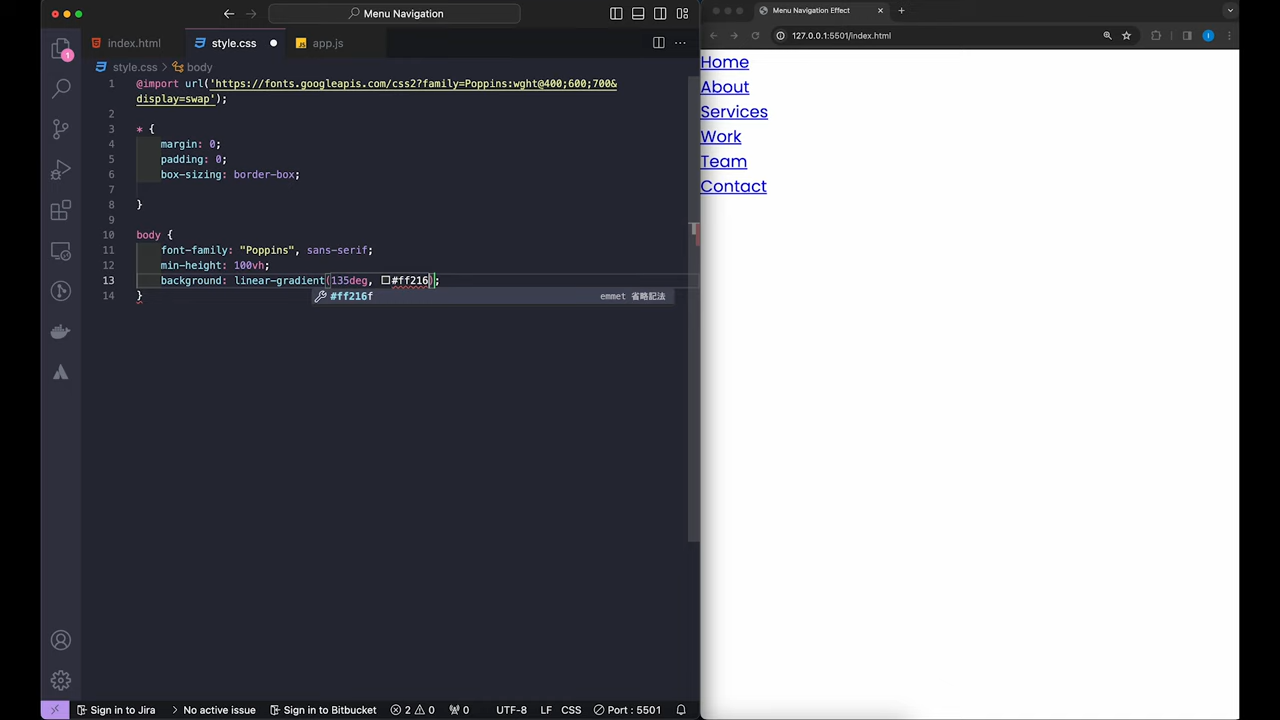 Menu Navigation
index.html
style.css
app.js
style.css > body
1 @import url('https://fonts.googleapis.com/css2?family=Poppins:wght@400;600;700&
display=swap');
2
3 * {
4 margin: 0;
5 padding: 0;
6 box-sizing: border-box;
7
8 }
9
10 body {
11 font-family: "Poppins", sans-serif;
12 min-height: 100vh;
13 background: linear-gradient(135deg, #ff216);
14 }
#ff216f emmet 省略記法
1
Sign in to Jira
No active issue
Sign in to Bitbucket
2 0
0
UTF-8
LF
CSS
Port : 5501
Menu Navigation Effect
127.0.0.1:5501/index.html
I
Home
About
Services
Work
Team
Contact